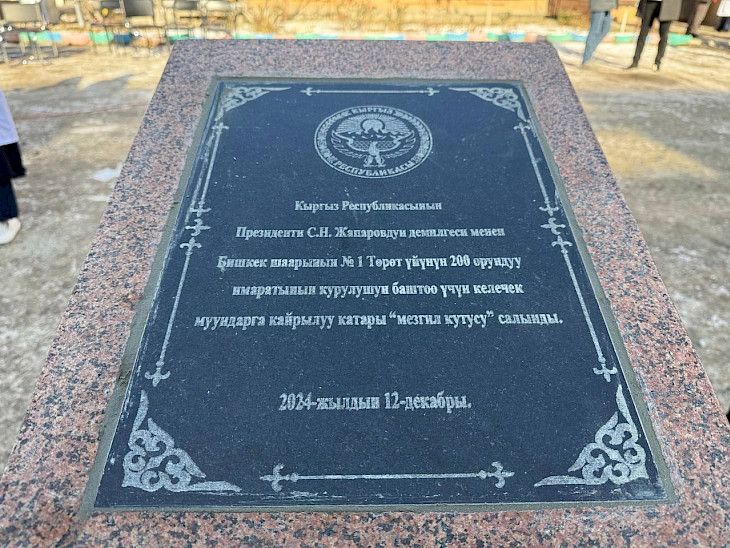 КЫРГЫЗ
РЕСПУБЛИКАСЫ
Кыргыз Республикасынын
Президенти С.Н. Жапаровдун демилгеси менен
Бишкек шаарынын № 1 Төрөт үйүнүн 200 орундуу
имаратынын курулушун баштоо үчүн келечек
муундарга кайрылуу катары “мезгил кутусу” салынды.
2024-жылдын 12-декабры.